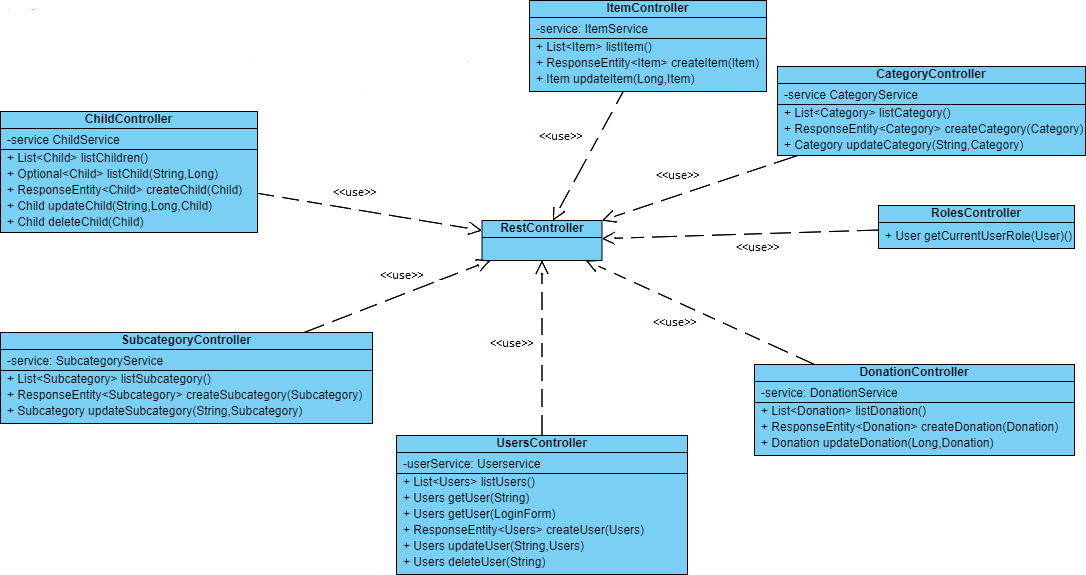 ItemController
-service: ItemService
+ List<Item> listItem()
+ ResponseEntity<Item> createItem(Item)
+ Item updateItem(Long,Item)
CategoryController
-service CategoryService
+ List<Category> listCategory()
+ ResponseEntity<Category> createCategory(Category)
+ Category updateCategory(String,Category)
ChildController
-service ChildService
+ List<Child> listChildren()
+ Optional<Child> listChild(String,Long)
+ ResponseEntity<Child> createChild(Child)
+ Child updateChild(String,Long,Child)
+ Child deleteChild(Child)
<<use>>
<<use>>
<<use>>
RestController
RolesController
+ User getCurrentUserRole(User)()
<<use>>
<<use>>
<<use>>
<<use>>
SubcategoryController
-service: SubcategoryService
+ List<Subcategory> listSubcategory()
+ ResponseEntity<Subcategory> createSubcategory(Subcategory)
+ Subcategory updateSubcategory(String,Subcategory)
DonationController
-service: DonationService
+ List<Donation> listDonation()
+ ResponseEntity<Donation> createDonation(Donation)
+ Donation updateDonation(Long,Donation)
UsersController
-userService: Userservice
+ List<Users> listUsers()
+ Users getUser(String)
+ Users getUser(LoginForm)
+ ResponseEntity<Users> createUser(Users)
+ Users updateUser(String,Users)
+ Users deleteUser(String)